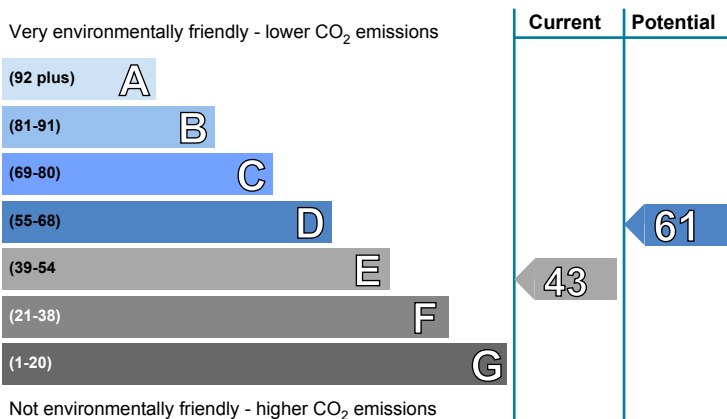 Current Potential
Very environmentally friendly - lower CO2 emissions
(92 plus) A
(81-91) B
(69-80) C
(55-68) D
61
(39-54 E
43
(21-38) F
(1-20) G
Not environmentally friendly - higher CO2 emissions